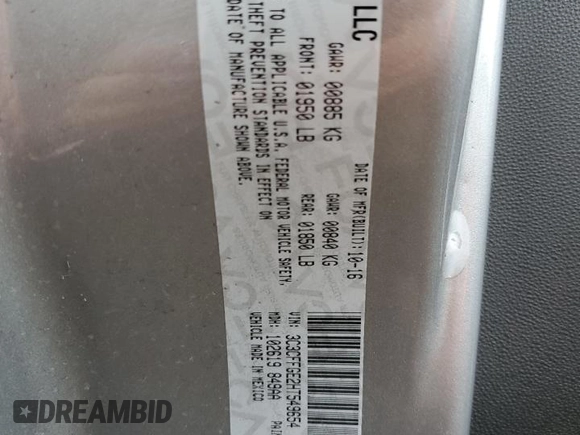 LLC
DATE OF MFR(BUILT): 10-16
GAWR: 00885 KG GAWR: 00840 KG
FRONT: 01950 LB REAR: 01850 LB
TO ALL APPLICABLE U.S.A. FEDERAL MOTOR VEHICLE SAFETY,
THEFT PREVENTION STANDARDS IN EFFECT ON
DATE OF MANUFACTURE SHOWN ABOVE.
VIN: 3C3CFFGE2HT549654
MDH: 102619 849AA
VEHICLE MADE IN MEXICO
DREAMBID